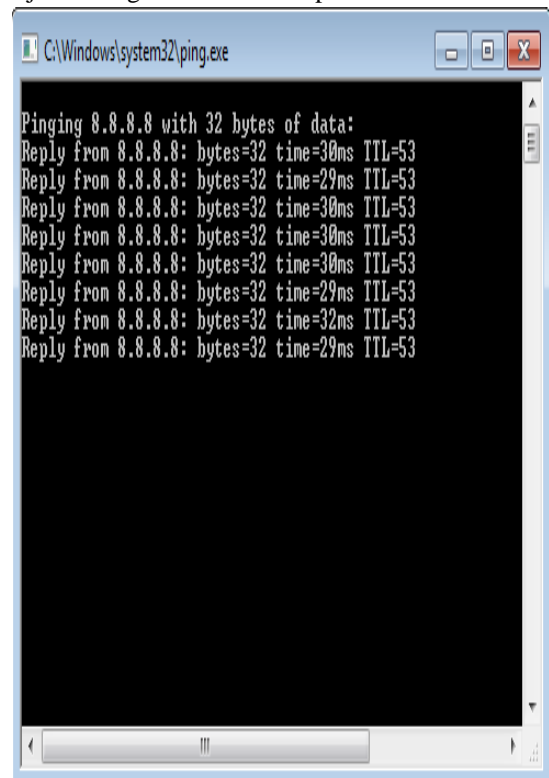 C:\Windows\system32\ping.exe
Pinging 8.8.8.8 with 32 bytes of data:
Reply from 8.8.8.8: bytes=32 time=30ms TTL=53
Reply from 8.8.8.8: bytes=32 time=29ms TTL=53
Reply from 8.8.8.8: bytes=32 time=30ms TTL=53
Reply from 8.8.8.8: bytes=32 time=30ms TTL=53
Reply from 8.8.8.8: bytes=32 time=30ms TTL=53
Reply from 8.8.8.8: bytes=32 time=29ms TTL=53
Reply from 8.8.8.8: bytes=32 time=32ms TTL=53
Reply from 8.8.8.8: bytes=32 time=29ms TTL=53